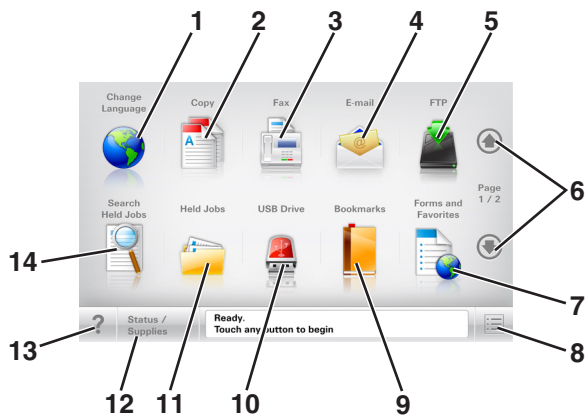 1 2 3 4 5
Change Language Copy Fax E-mail FTP
A @
6
Page 1 / 2
Search Held Jobs Held Jobs USB Drive Bookmarks Forms and Favorites
14
7
? Status / Supplies Ready. Touch any button to begin
8
13 12 11 10 9